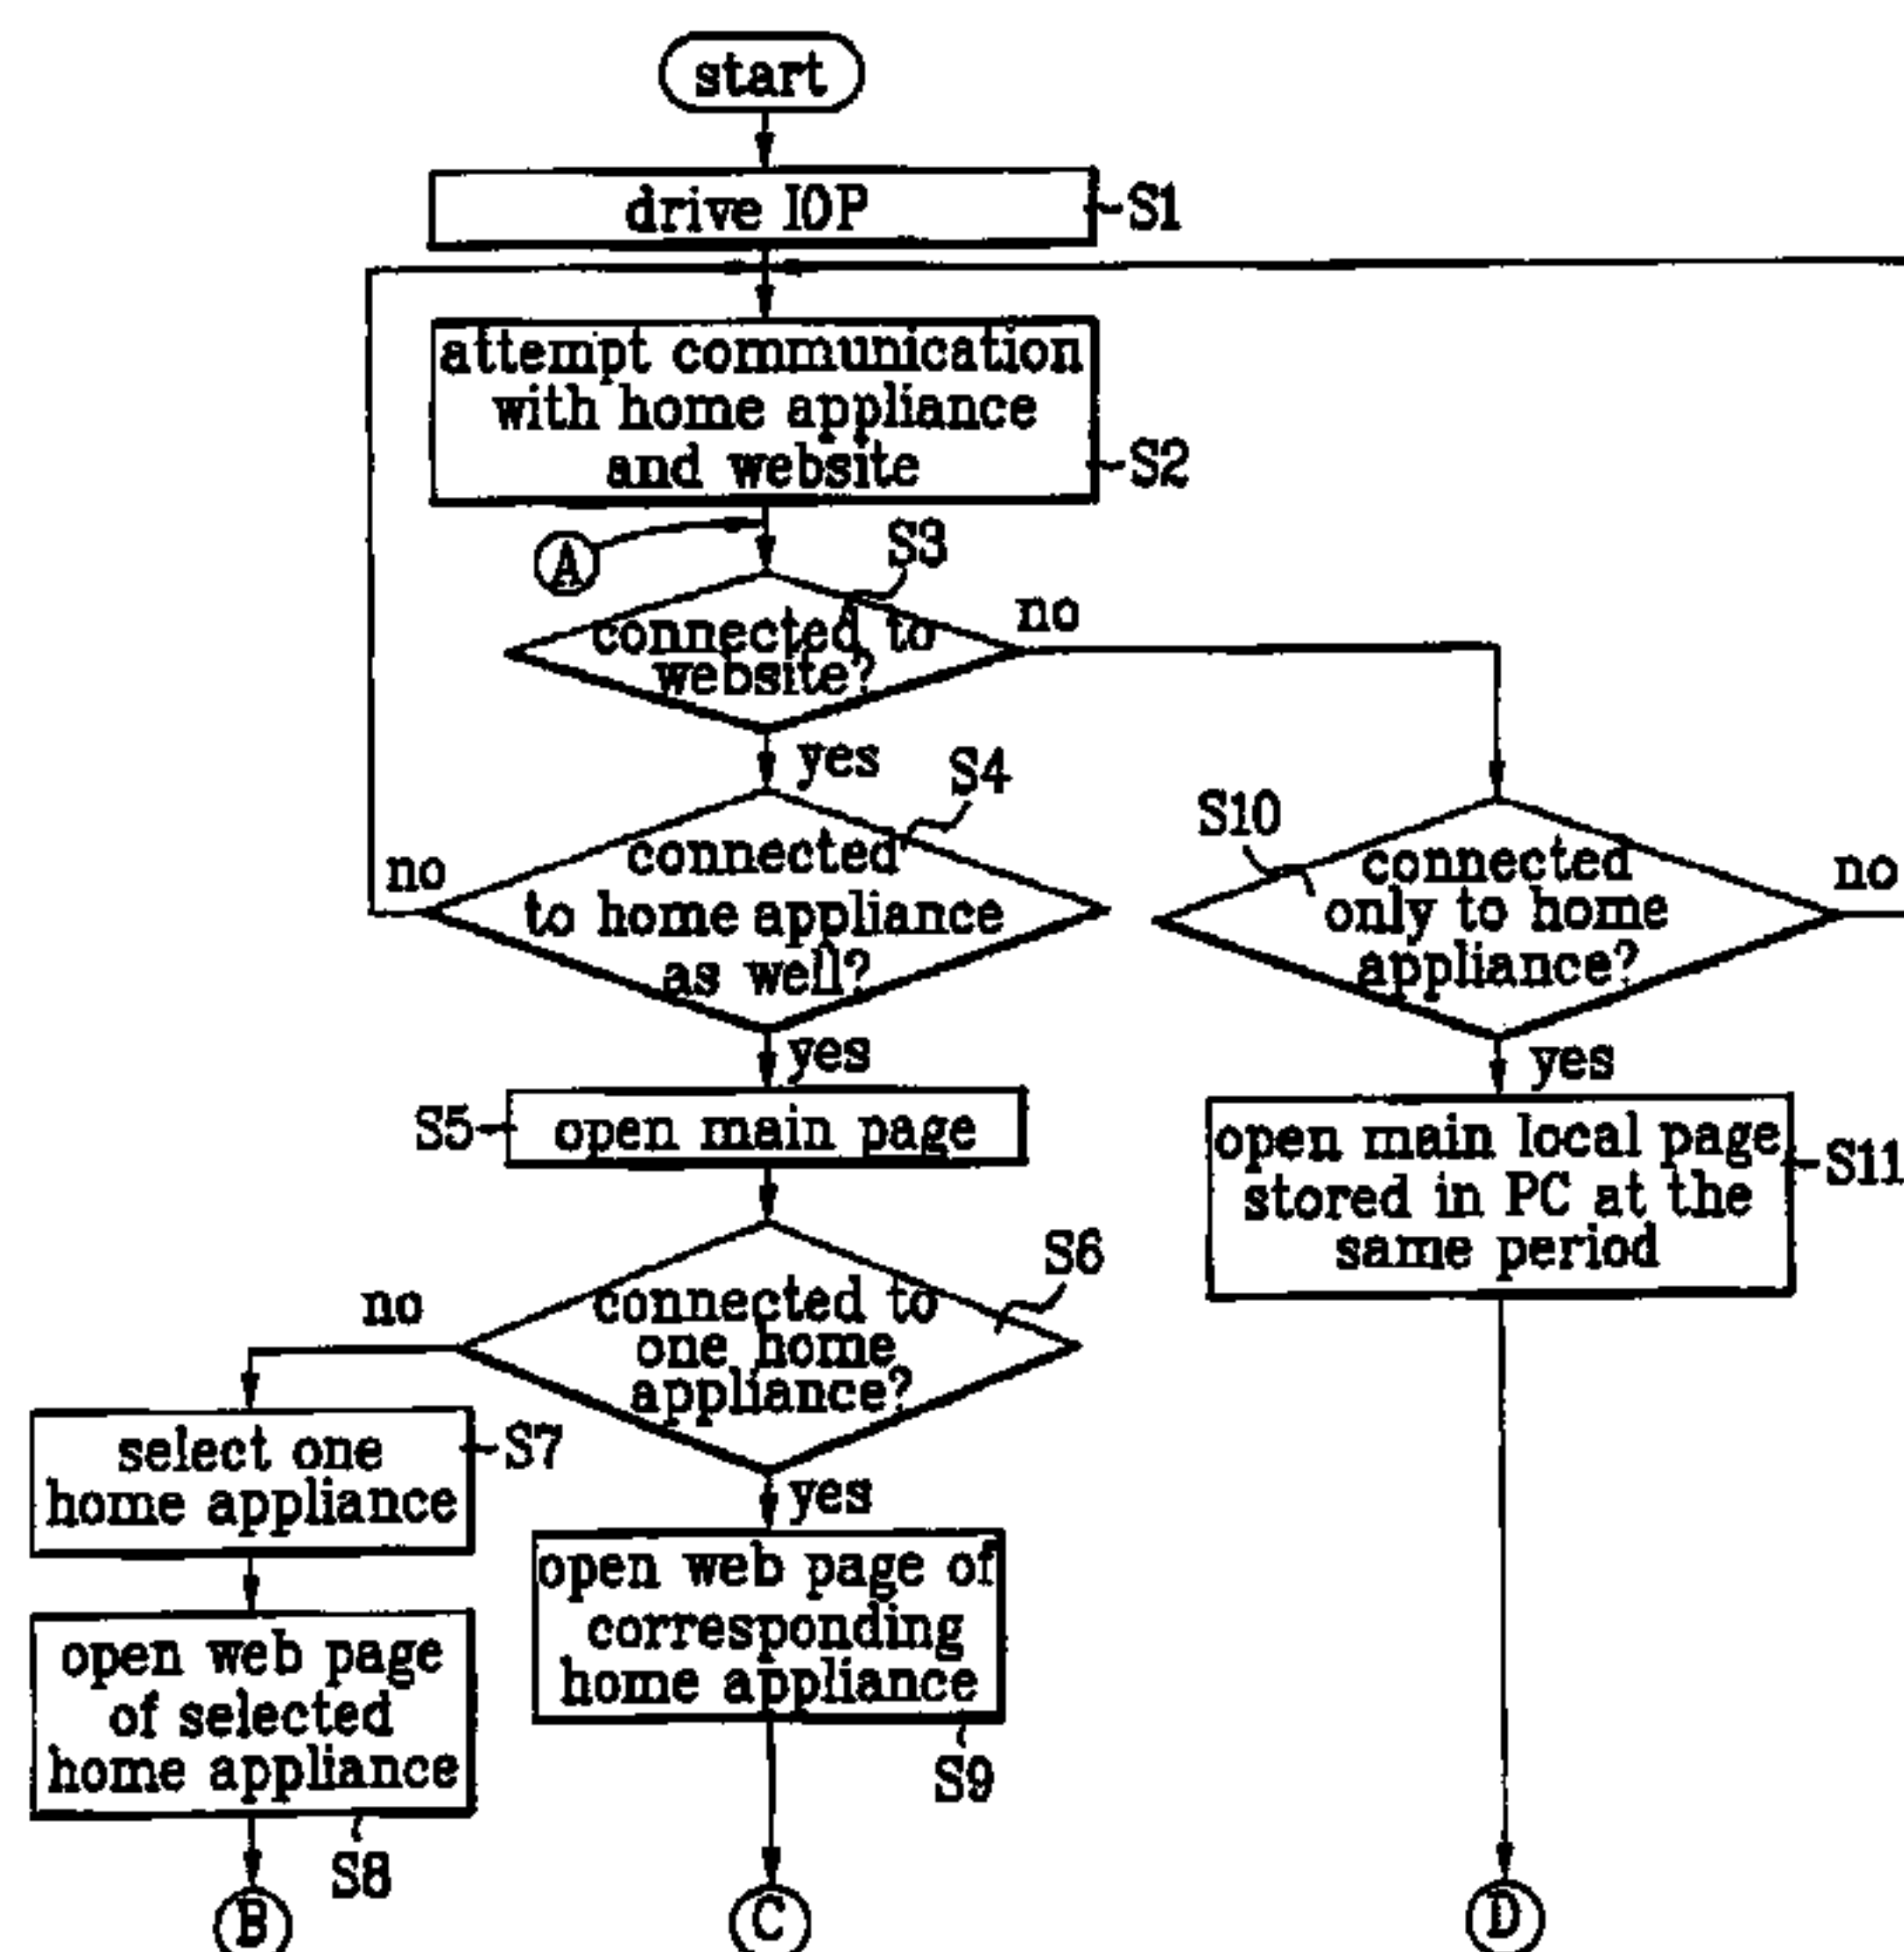 start
drive IOP
S1
attempt communication
with home appliance
and website
S2
A
S3
connected to
website?
no
yes
S4
connected
to home appliance
as well?
no
S10
connected
only to home
appliance?
no
yes
yes
S5
open main page
open main local page
stored in PC at the
same period
S11
S6
connected to
one home
appliance?
no
select one
home appliance
S7
yes
open web page of
corresponding
home appliance
S9
open web page
of selected
home appliance
S8
B
C
D